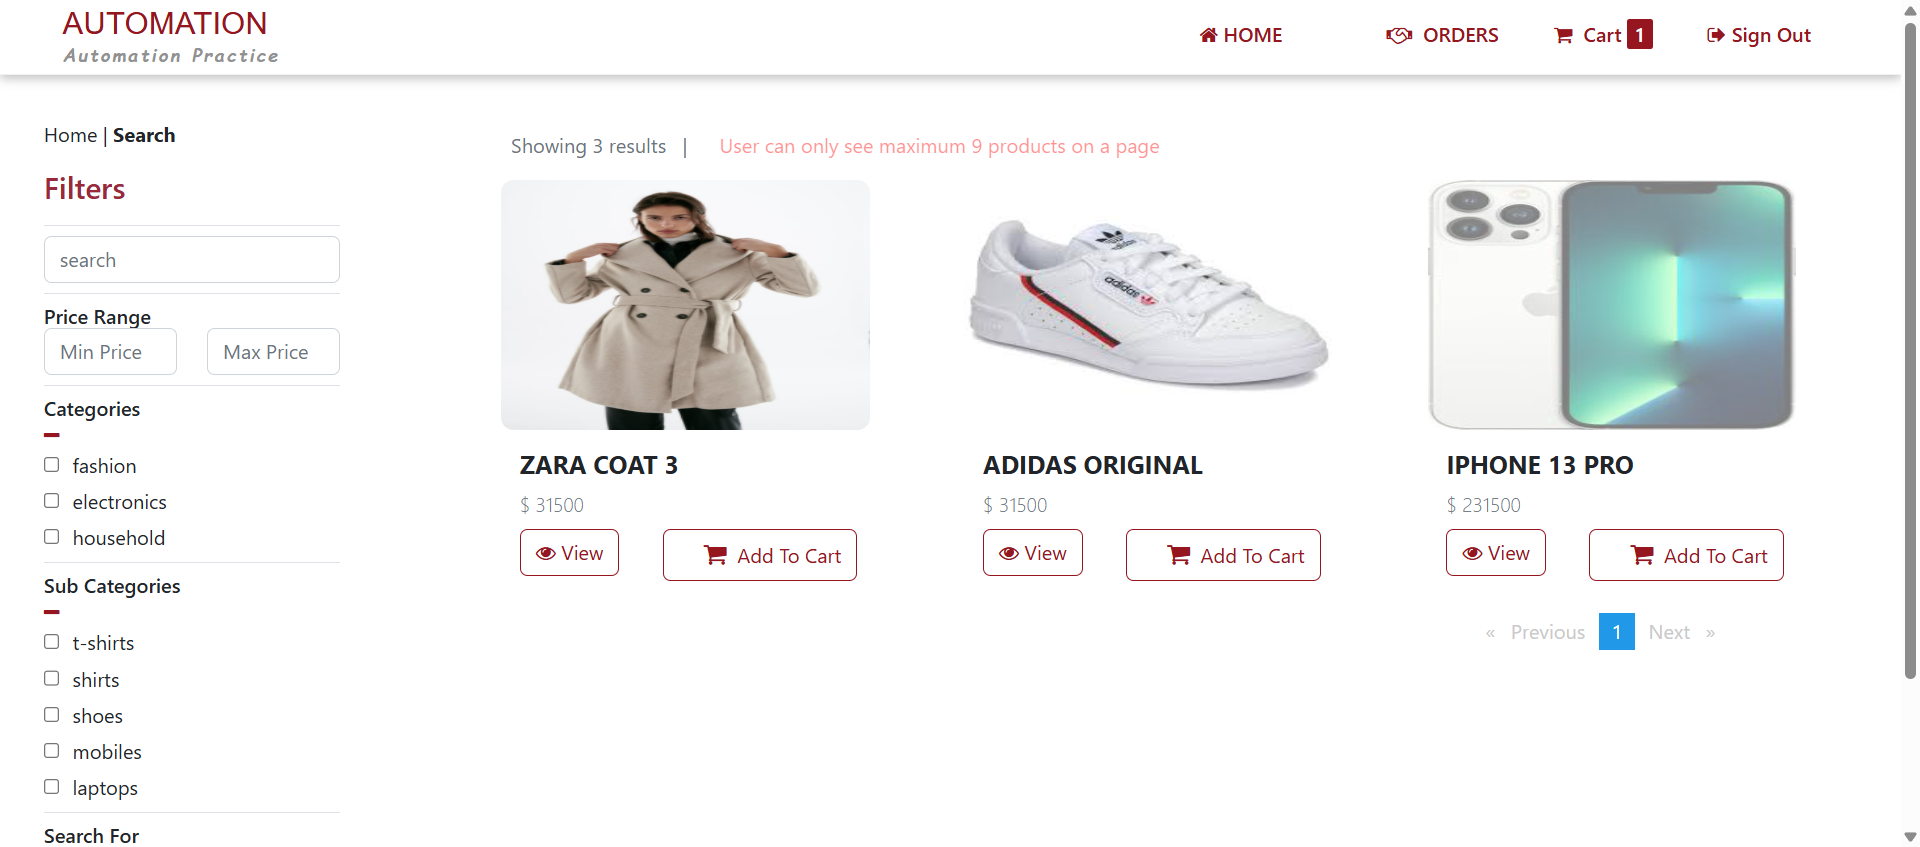 AUTOMATION
Automation Practice
HOME
ORDERS
Cart 1
Sign Out
Home | Search
Filters
search
Price Range
Min Price
Max Price
Categories
fashion
electronics
household
Sub Categories
t-shirts
shirts
shoes
mobiles
laptops
Search For
Showing 3 results |
User can only see maximum 9 products on a page
ZARA COAT 3
$ 31500
View
Add To Cart
adidas
adidas
ADIDAS ORIGINAL
$ 31500
View
Add To Cart
IPHONE 13 PRO
$ 231500
View
Add To Cart
« Previous 1 Next »